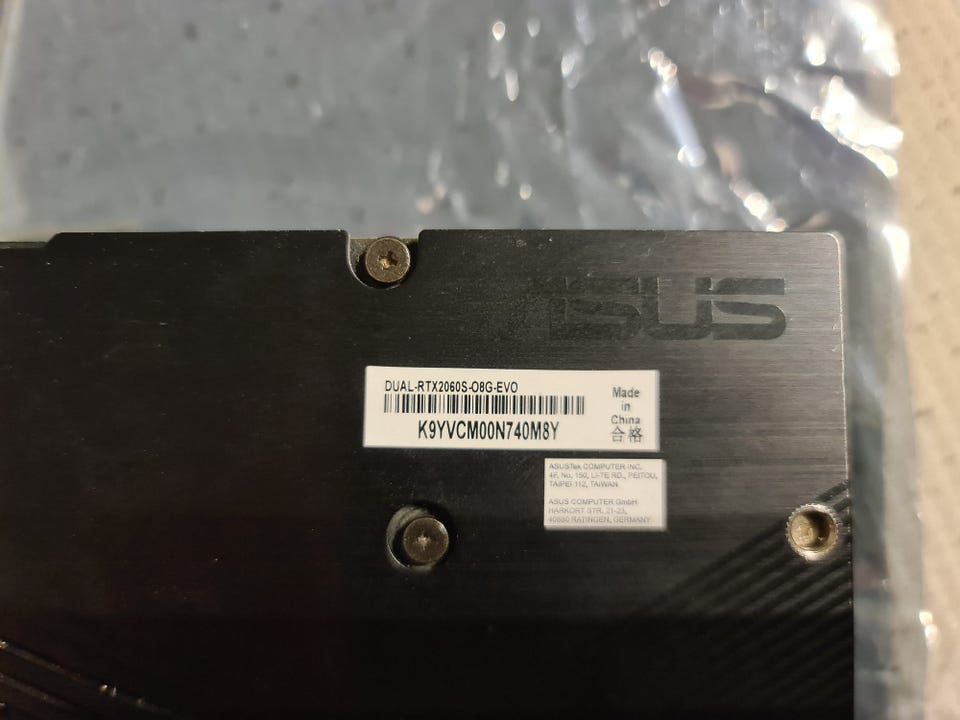 ASUS
DUAL-RTX2060S-O8G-EVO
K9YVCM00N740M8Y
Made
in
China
合格
ASUSTek COMPUTER INC.
4F, No. 150, LI-TE RD., PEITOU,
TAIPEI 112, TAIWAN
ASUS COMPUTER GmbH
HARKORT STR. 21-23,
40880 RATINGEN, GERMANY